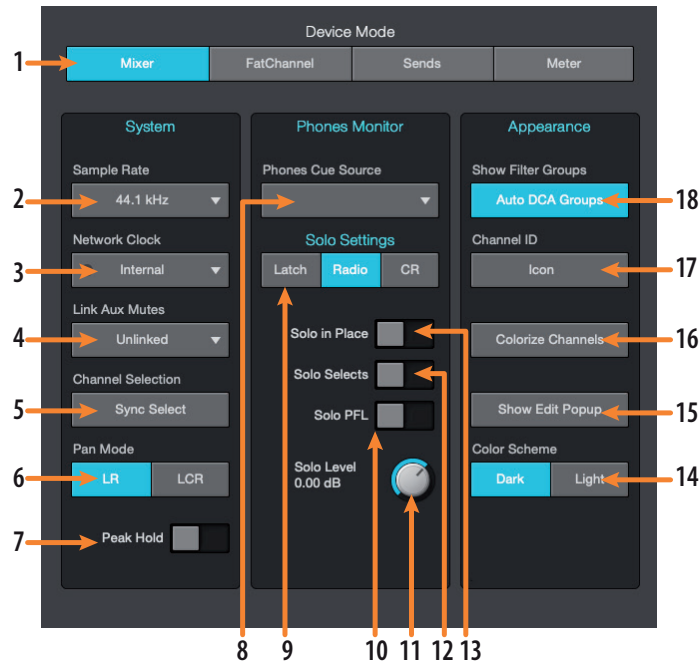 Device Mode
1
Mixer FatChannel Sends Meter
System
Sample Rate
2
44.1 kHz
Network Clock
3
Internal
Link Aux Mutes
4
Unlinked
Channel Selection
5
Sync Select
Pan Mode
6
LR LCR
7
Peak Hold
Phones Monitor
Phones Cue Source
Solo Settings
Latch Radio CR
Solo in Place
Solo Selects
Solo PFL
Solo Level
0.00 dB
Appearance
Show Filter Groups
Auto DCA Groups
18
Channel ID
17
Icon
Colorize Channels
16
Show Edit Popup
15
Color Scheme
Dark Light
14
8 9 10 11 12 13